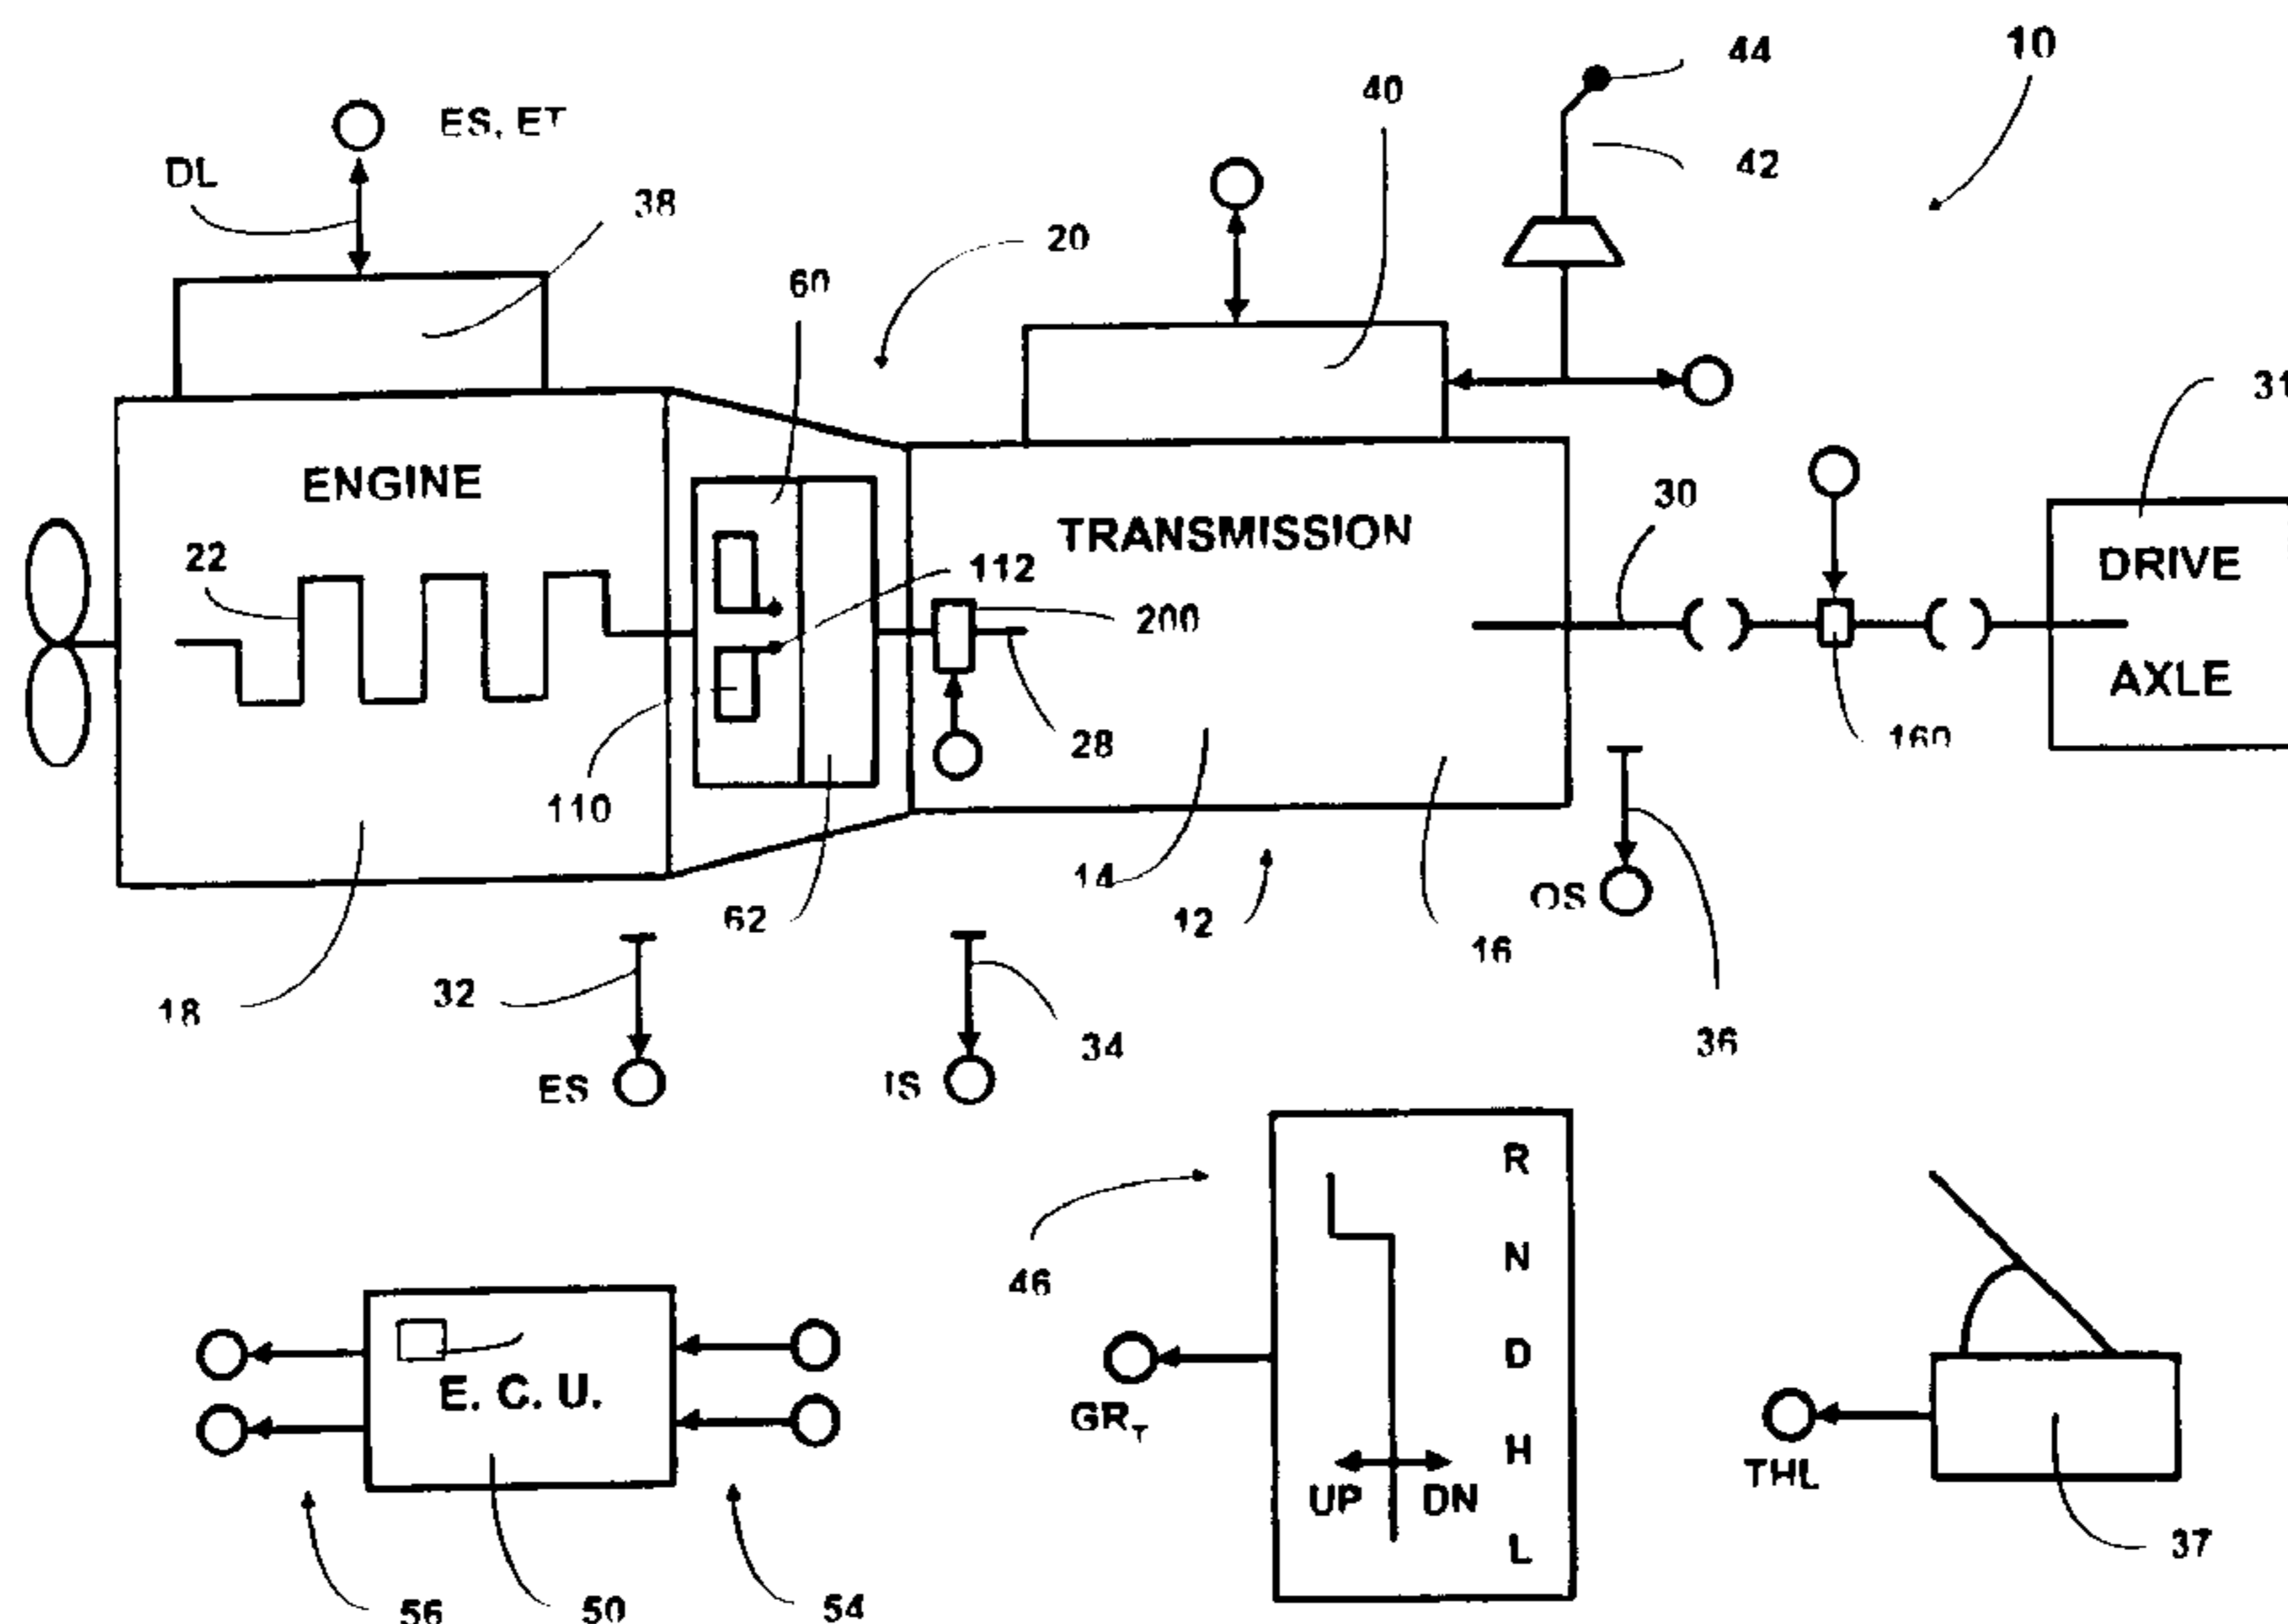 10
44
40
ES, ET
42
DL
38
20
60
31
ENGINE
30
TRANSMISSION
22
112
DRIVE
200
AXLE
28
160
110
14
OS
62
12
16
32
18
34
36
ES
IS
R
46
N
D
E. C. U.
GRT
H
THL
UP DN
L
37
56
50
54